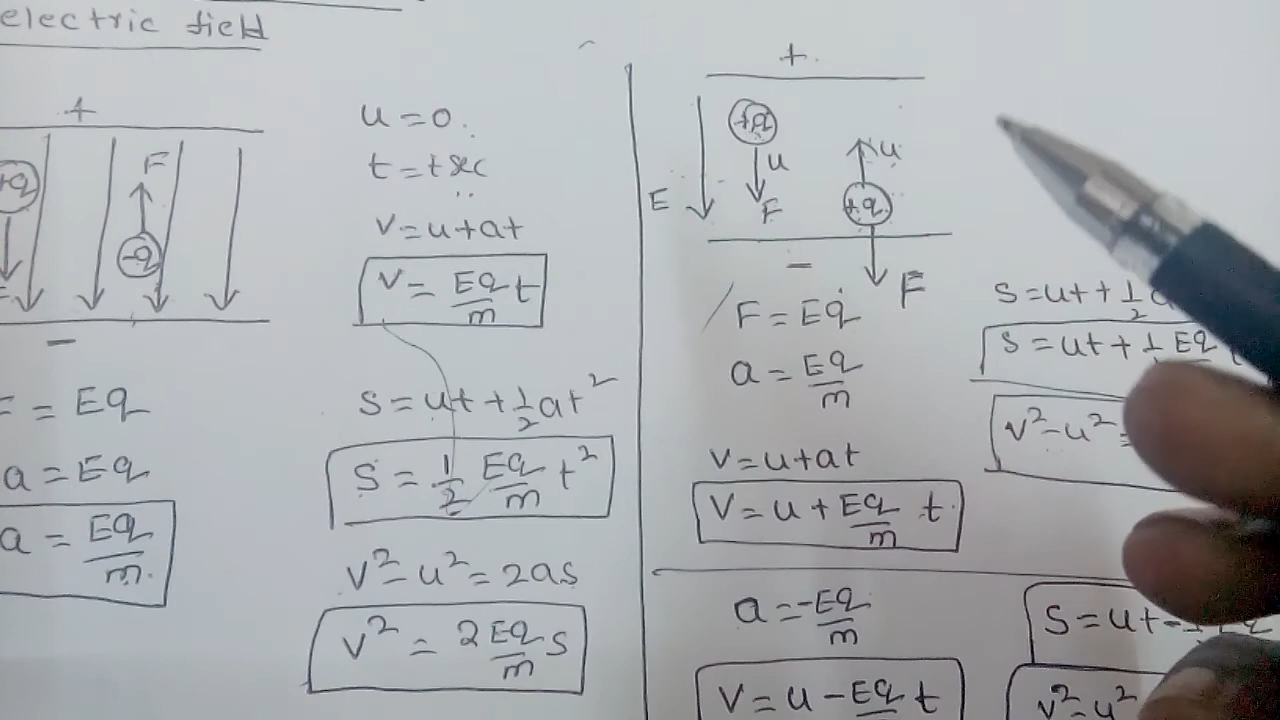 electric field
+
+q
F
-q
-
= Eq
a = Eq
a = Eq/m
u = 0
t = t sec
v = u + at
v = Eq/m t
s = ut + 1/2 at²
s = 1/2 Eq/m t²
v² - u² = 2as
v² = 2Eq/m s
+
+q
u
u
E
F
+q
-
F
F = Eq
a = Eq/m
v = u + at
v = u + Eq/m t
s = ut + 1/2
s = ut + 1/2 Eq
v² - u² =
a = -Eq/m
v = u - Eq t
s = ut -
v² - u²